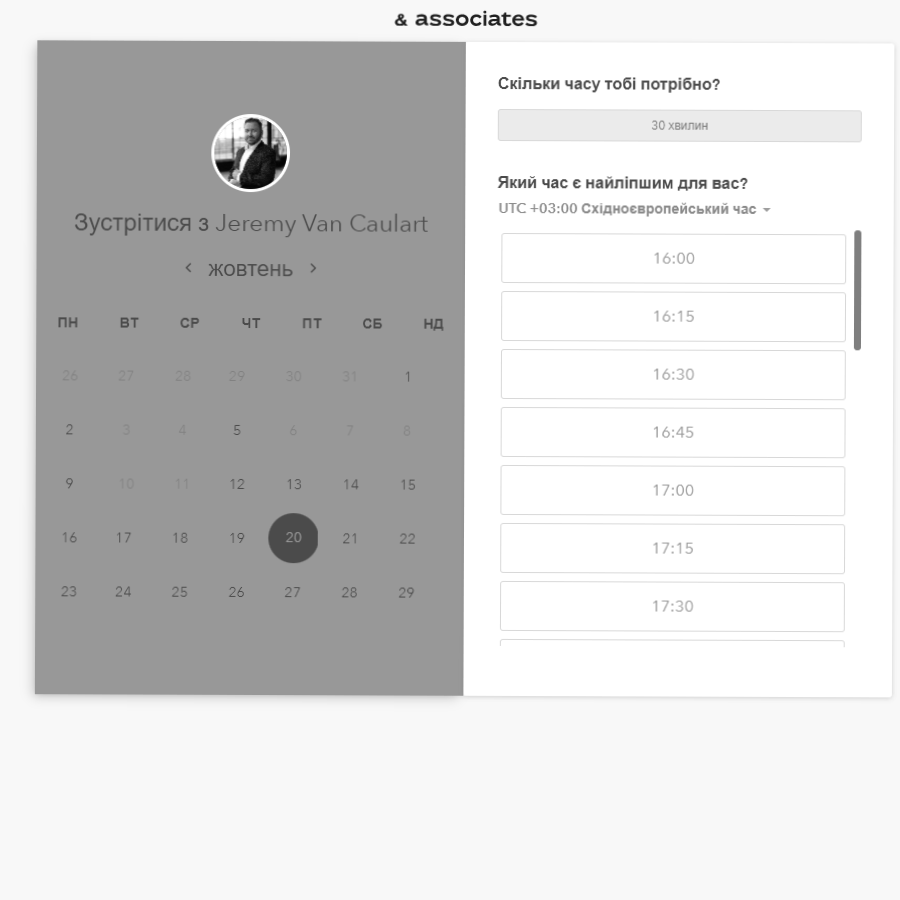 & associates
Зустрітися з Jeremy Van Caulart
жовтень
ПН ВТ СР ЧТ ПТ СБ НД
26 27 28 29 30 31 1
2 3 4 5 6 7 8
9 10 11 12 13 14 15
16 17 18 19 20 21 22
23 24 25 26 27 28 29
Скільки часу тобі потрібно?
30 хвилин
Який час є найліпшим для вас?
UTC +03:00 Східноєвропейський час
16:00
16:15
16:30
16:45
17:00
17:15
17:30